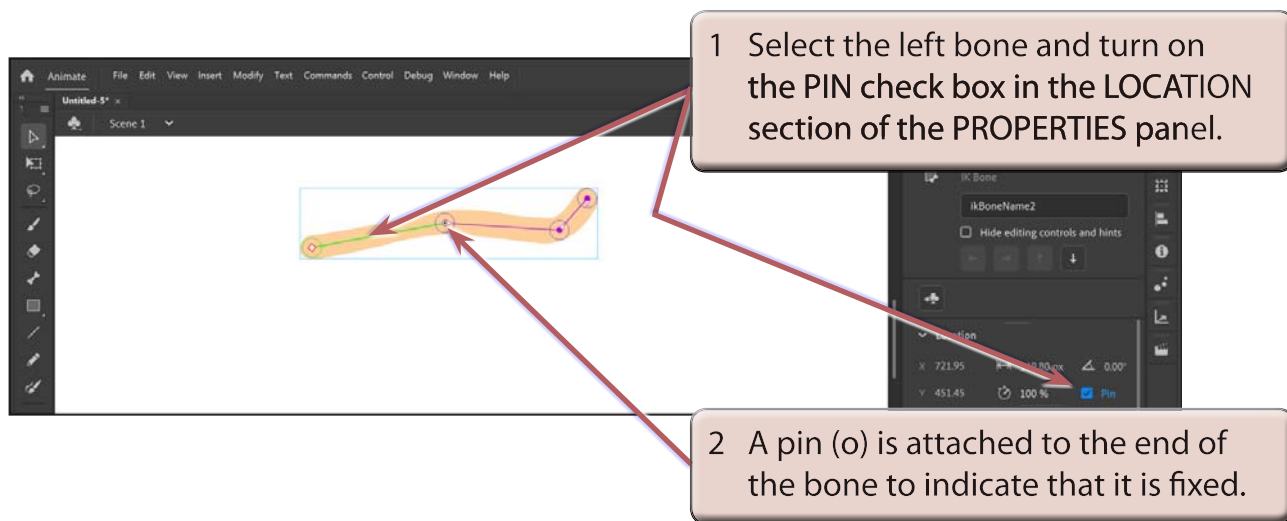 1 Select the left bone and turn on
the PIN check box in the LOCATION
section of the PROPERTIES panel.
Animate File Edit View Insert Modify Text Commands Control Debug Window Help
Untitled-5* ×
Scene 1
IK Bone
ikBoneName2
Hide editing controls and hints
X 721.95 px 0.00°
Y 451.45 100 % Pin
2 A pin (o) is attached to the end of
the bone to indicate that it is fixed.